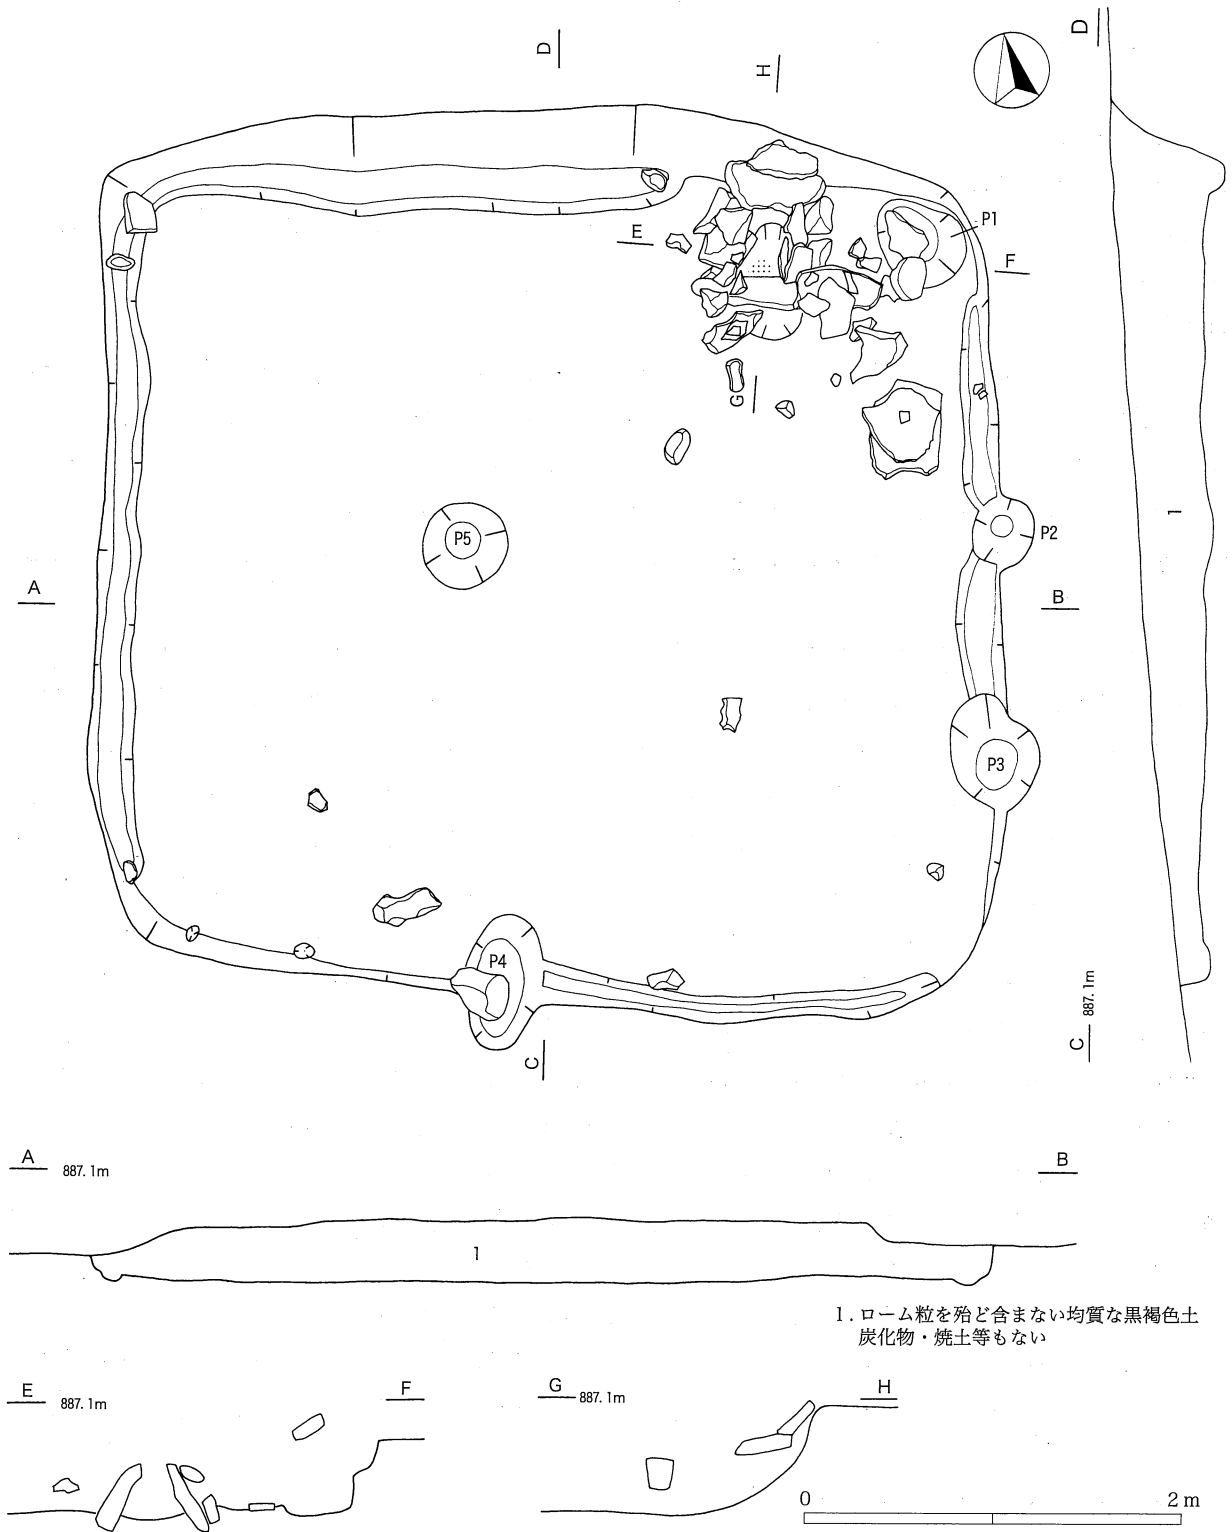 D
H
D
P1
E
F
G
P5
P2
1
A
B
P3
P4
C
C 887.1m
A 887.1m
B
1
1. ローム粒を殆ど含まない均質な黒褐色土
炭化物・焼土等もない
E 887.1m
F
G 887.1m
H
0
2m